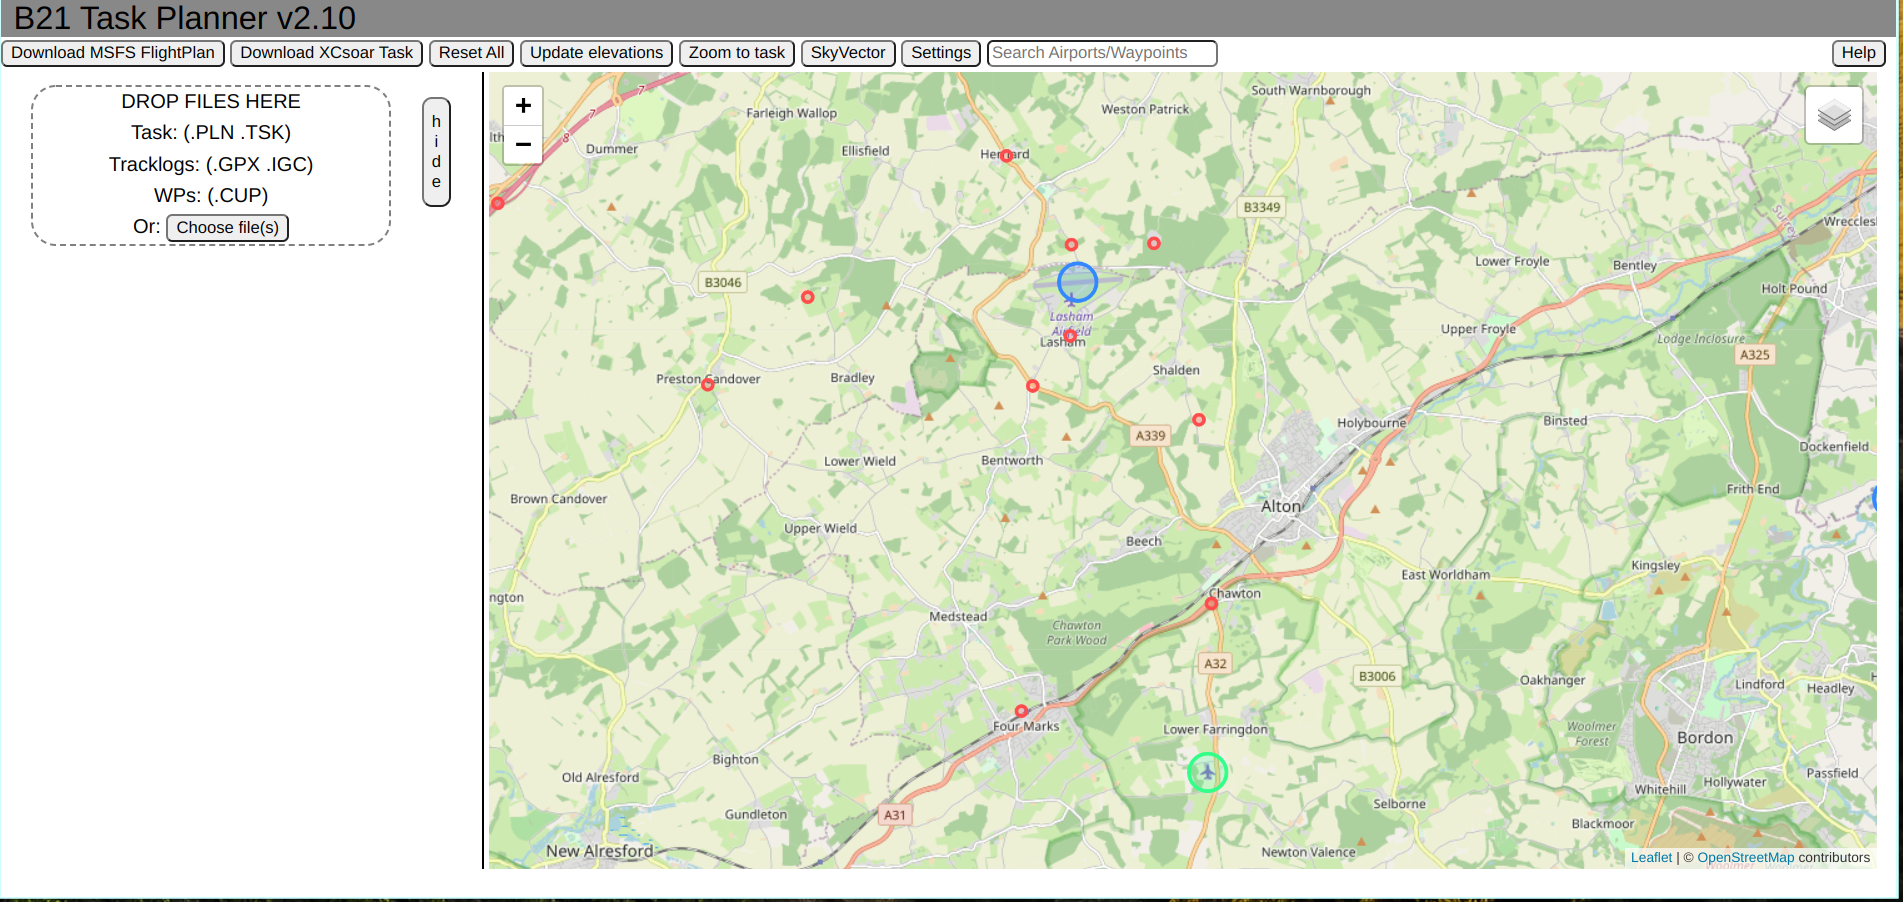 B21 Task Planner v2.10
Download MSFS FlightPlan
Download XCsoar Task
Reset All
Update elevations
Zoom to task
SkyVector
Settings
Search Airports/Waypoints
Help
DROP FILES HERE
Task: (.PLN .TSK)
Tracklogs: (.GPX .IGC)
WPs: (.CUP)
Or: Choose file(s)
hide
+
−
7
8
South Warnborough
Weston Patrick
Farleigh Wallop
Ellisfield
Dummer
Herriard
B3349
Surrey
Lower Froyle
Bentley
Holt Pound
B3046
Lasham
Airfield
Lasham
Upper Froyle
Lodge Inclosure
A325
Preston Candover
Bradley
Shalden
Holybourne
Binsted
Dockenfield
A339
Lower Wield
Bentworth
Brown Candover
Frith End
Alton
Upper Wield
Beech
East Worldham
Kingsley
ngton
Chawton
Medstead
Chawton
Park Wood
A32
B3006
Oakhanger
Lindford
Headley
Four Marks
Lower Farringdon
Woolmer
Forest
Bordon
Bighton
Old Alresford
Passfield
Hollywater
Whitehill
Selborne
A31
Gundleton
Blackmoor
New Alresford
Newton Valence
Leaflet | © OpenStreetMap contributors